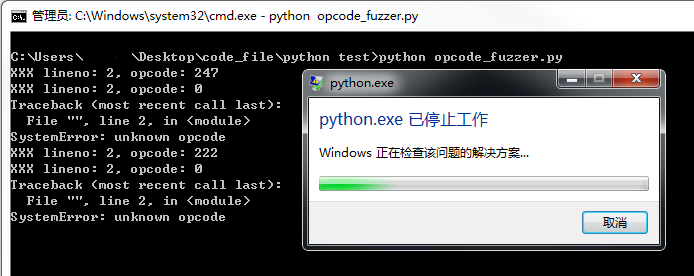 管理员: C:\Windows\system32\cmd.exe - python  opcode_fuzzer.py
C:\Users\     \Desktop\code_file\python test>python opcode_fuzzer.py
XXX lineno: 2, opcode: 247
XXX lineno: 2, opcode: 0
Traceback (most recent call last):
  File "", line 2, in <module>
SystemError: unknown opcode
XXX lineno: 2, opcode: 222
XXX lineno: 2, opcode: 0
Traceback (most recent call last):
  File "", line 2, in <module>
SystemError: unknown opcode
python.exe
python.exe 已停止工作
Windows 正在检查该问题的解决方案...
取消